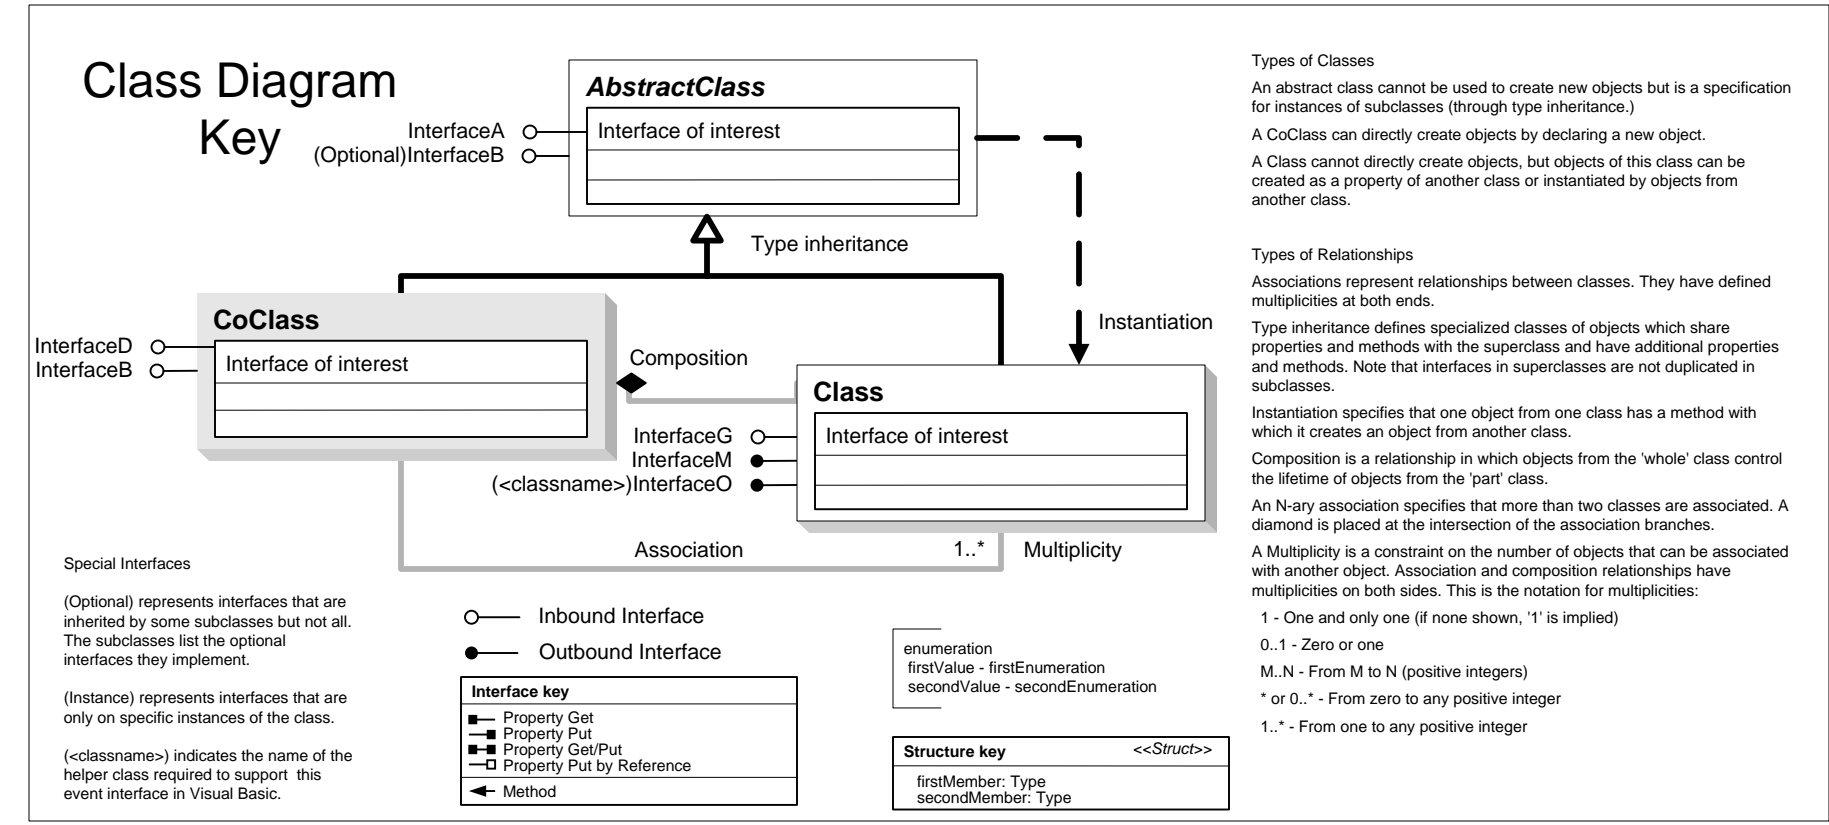 Class Diagram
Key
AbstractClass
Interface of interest
InterfaceA
(Optional)InterfaceB
Type inheritance
Instantiation
CoClass
Interface of interest
InterfaceD
InterfaceB
Composition
Class
Interface of interest
InterfaceG
InterfaceM
(<classname>)InterfaceO
Association
1..*
Multiplicity
Special Interfaces
(Optional) represents interfaces that are
inherited by some subclasses but not all.
The subclasses list the optional
interfaces they implement.
(Instance) represents interfaces that are
only on specific instances of the class.
(<classname>) indicates the name of the
helper class required to support this
event interface in Visual Basic.
Inbound Interface
Outbound Interface
Interface key
Property Get
Property Put
Property Get/Put
Property Put by Reference
Method
enumeration
firstValue - firstEnumeration
secondValue - secondEnumeration
Structure key <<Struct>>
firstMember: Type
secondMember: Type
Types of Classes
An abstract class cannot be used to create new objects but is a specification
for instances of subclasses (through type inheritance.)
A CoClass can directly create objects by declaring a new object.
A Class cannot directly create objects, but objects of this class can be
created as a property of another class or instantiated by objects from
another class.
Types of Relationships
Associations represent relationships between classes. They have defined
multiplicities at both ends.
Type inheritance defines specialized classes of objects which share
properties and methods with the superclass and have additional properties
and methods. Note that interfaces in superclasses are not duplicated in
subclasses.
Instantiation specifies that one object from one class has a method with
which it creates an object from another class.
Composition is a relationship in which objects from the 'whole' class control
the lifetime of objects from the 'part' class.
An N-ary association specifies that more than two classes are associated. A
diamond is placed at the intersection of the association branches.
A Multiplicity is a constraint on the number of objects that can be associated
with another object. Association and composition relationships have
multiplicities on both sides. This is the notation for multiplicities:
1 - One and only one (if none shown, '1' is implied)
0..1 - Zero or one
M..N - From M to N (positive integers)
* or 0..* - From zero to any positive integer
1..* - From one to any positive integer